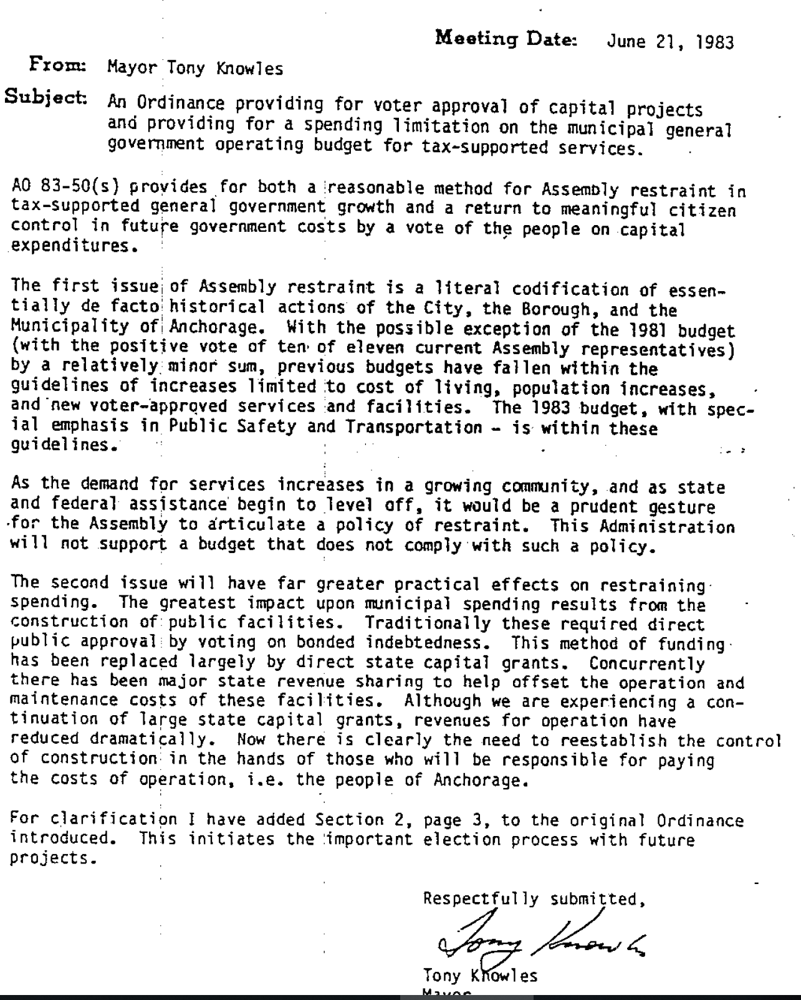 Meeting Date: June 21, 1983
From: Mayor Tony Knowles
Subject: An Ordinance providing for voter approval of capital projects
and providing for a spending limitation on the municipal general
government operating budget for tax-supported services.
AO 83-50(s) provides for both a reasonable method for Assembly restraint in
tax-supported general government growth and a return to meaningful citizen
control in future government costs by a vote of the people on capital
expenditures.
The first issue of Assembly restraint is a literal codification of essen-
tially de facto historical actions of the City, the Borough, and the
Municipality of Anchorage. With the possible exception of the 1981 budget
(with the positive vote of ten of eleven current Assembly representatives)
by a relatively minor sum, previous budgets have fallen within the
guidelines of increases limited to cost of living, population increases,
and new voter-approved services and facilities. The 1983 budget, with spec-
ial emphasis in Public Safety and Transportation - is within these
guidelines.
As the demand for services increases in a growing community, and as state
and federal assistance begin to level off, it would be a prudent gesture
for the Assembly to articulate a policy of restraint. This Administration
will not support a budget that does not comply with such a policy.
The second issue will have far greater practical effects on restraining
spending. The greatest impact upon municipal spending results from the
construction of public facilities. Traditionally these required direct
public approval by voting on bonded indebtedness. This method of funding
has been replaced largely by direct state capital grants. Concurrently
there has been major state revenue sharing to help offset the operation and
maintenance costs of these facilities. Although we are experiencing a con-
tinuation of large state capital grants, revenues for operation have
reduced dramatically. Now there is clearly the need to reestablish the control
of construction in the hands of those who will be responsible for paying
the costs of operation, i.e. the people of Anchorage.
For clarification I have added Section 2, page 3, to the original Ordinance
introduced. This initiates the important election process with future
projects.
Respectfully submitted,
Tony Knowles
Tony Knowles
Mayor